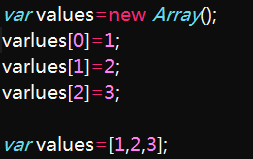 var values=new Array();
varlues[0]=1;
varlues[1]=2;
varlues[2]=3;
var values=[1,2,3];